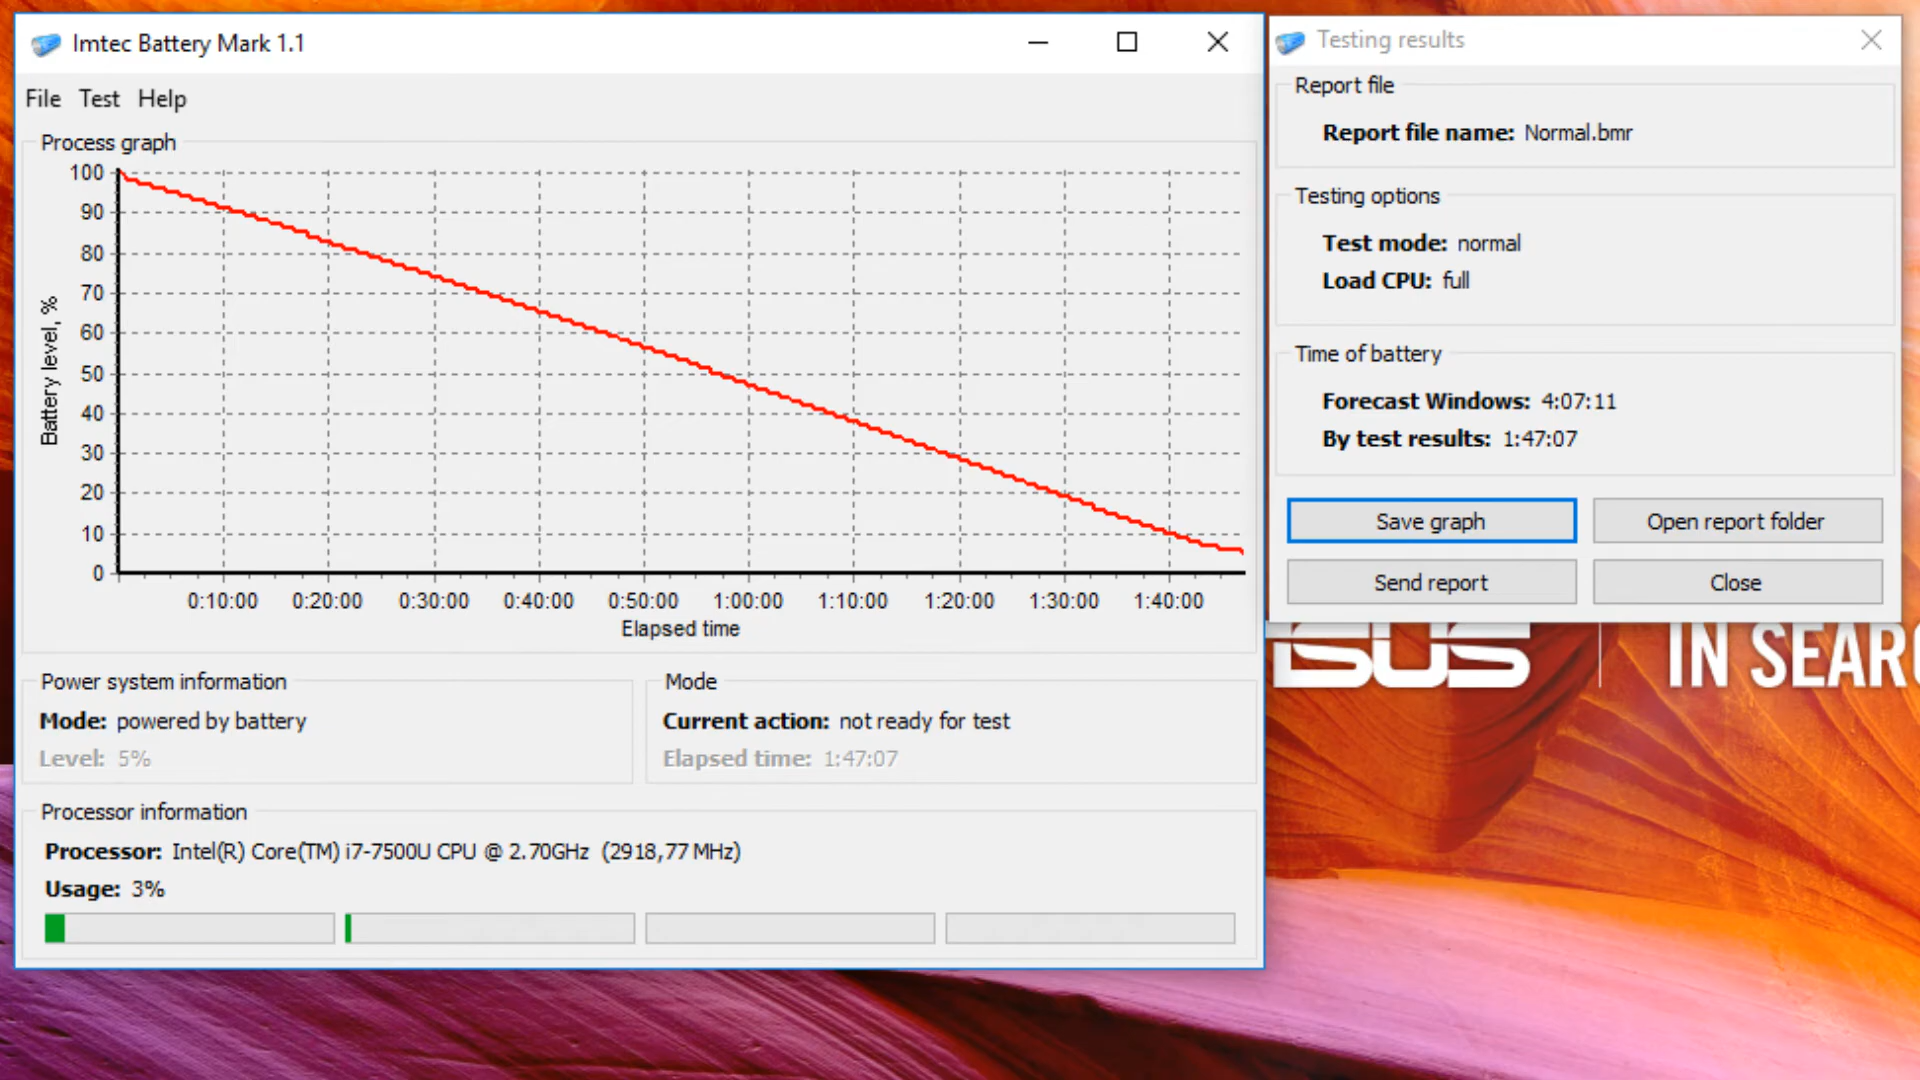 Imtec Battery Mark 1.1
File Test Help
Process graph
100
90
80
70
60
50
40
30
20
10
0
Battery level, %
0:10:00 0:20:00 0:30:00 0:40:00 0:50:00 1:00:00 1:10:00 1:20:00 1:30:00 1:40:00
Elapsed time
Power system information
Mode: powered by battery
Level: 5%
Mode
Current action: not ready for test
Elapsed time: 1:47:07
Processor information
Processor: Intel(R) Core(TM) i7-7500U CPU @ 2.70GHz (2918,77 MHz)
Usage: 3%
Testing results
Report file
Report file name: Normal.bmr
Testing options
Test mode: normal
Load CPU: full
Time of battery
Forecast Windows: 4:07:11
By test results: 1:47:07
Save graph Open report folder
Send report Close
ISUS IN SEARC